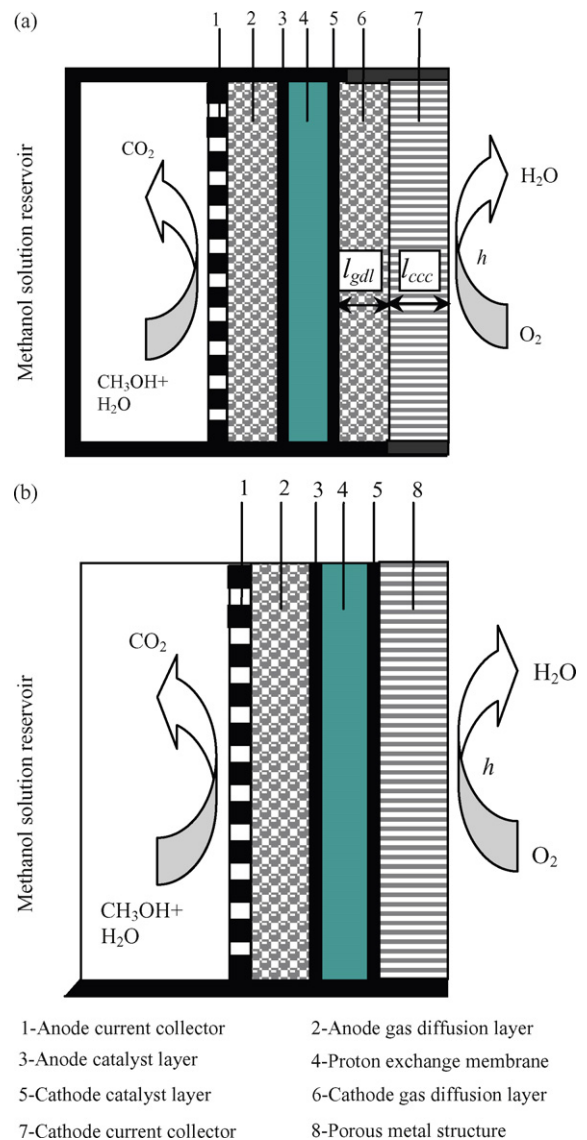 (a)
1 2 3 4 5 6 7
Methanol solution reservoir
CO₂
CH₃OH+
H₂O
l_gdl l_ccc
H₂O
h
O₂
(b)
1 2 3 4 5 8
Methanol solution reservoir
CO₂
CH₃OH+
H₂O
H₂O
h
O₂
1-Anode current collector 2-Anode gas diffusion layer
3-Anode catalyst layer 4-Proton exchange membrane
5-Cathode catalyst layer 6-Cathode gas diffusion layer
7-Cathode current collector 8-Porous metal structure